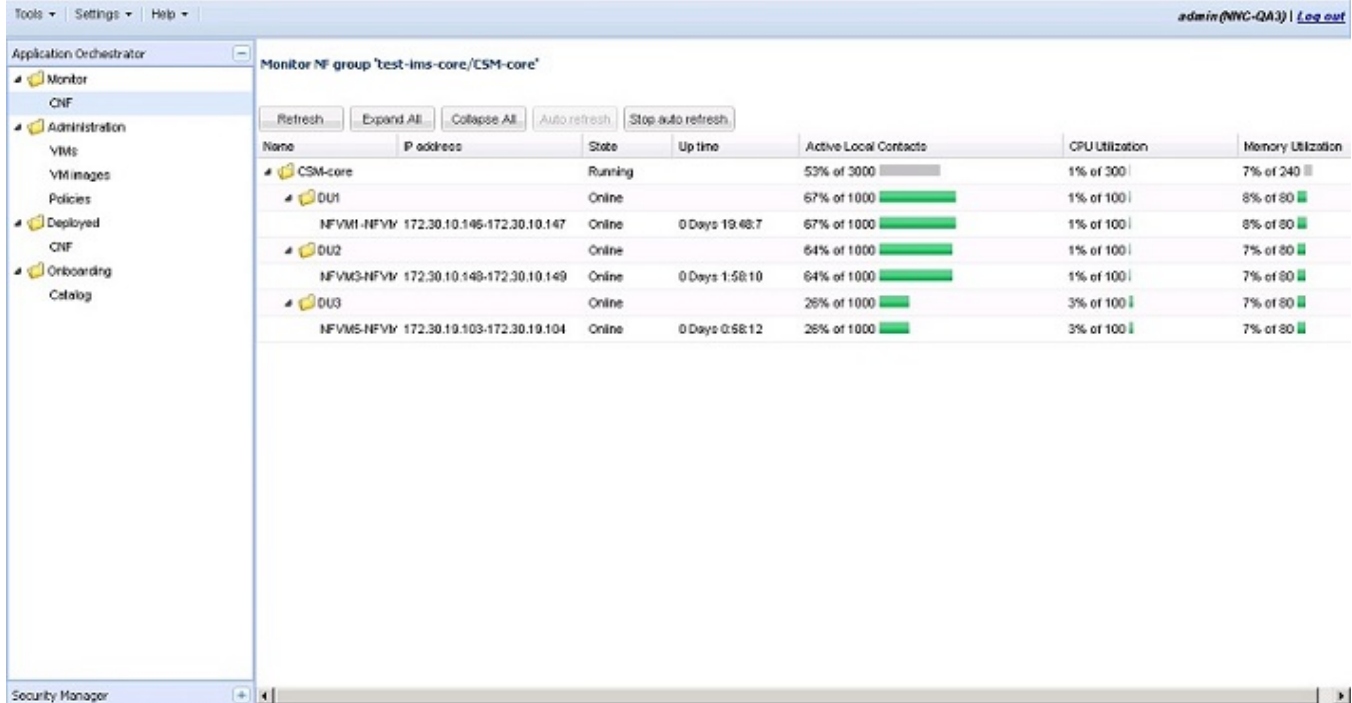 Tools Settings Help admin (NNC-QA3) | Log out
Application Orchestrator
Monitor
CNF
Administration
VIMs
VM images
Policies
Deployed
CNF
Onboarding
Catalog
Security Manager
Monitor NF group 'test-ims-core/CSM-core'
Refresh Expand All Collapse All Auto refresh Stop auto refresh
Name IP address State Up time Active Local Contacts CPU Utilization Memory Utilization
CSM-core Running 53% of 3000 1% of 300 7% of 240
DU1 Online 67% of 1000 1% of 100 8% of 80
NFVM1-NFVM 172.30.10.146-172.30.10.147 Online 0 Days 19:48:7 67% of 1000 1% of 100 8% of 80
DU2 Online 64% of 1000 1% of 100 7% of 80
NFVM3-NFVM 172.30.10.148-172.30.10.149 Online 0 Days 1:58:10 64% of 1000 1% of 100 7% of 80
DU3 Online 26% of 1000 3% of 100 7% of 80
NFVM5-NFVM 172.30.19.103-172.30.19.104 Online 0 Days 0:58:12 26% of 1000 3% of 100 7% of 80